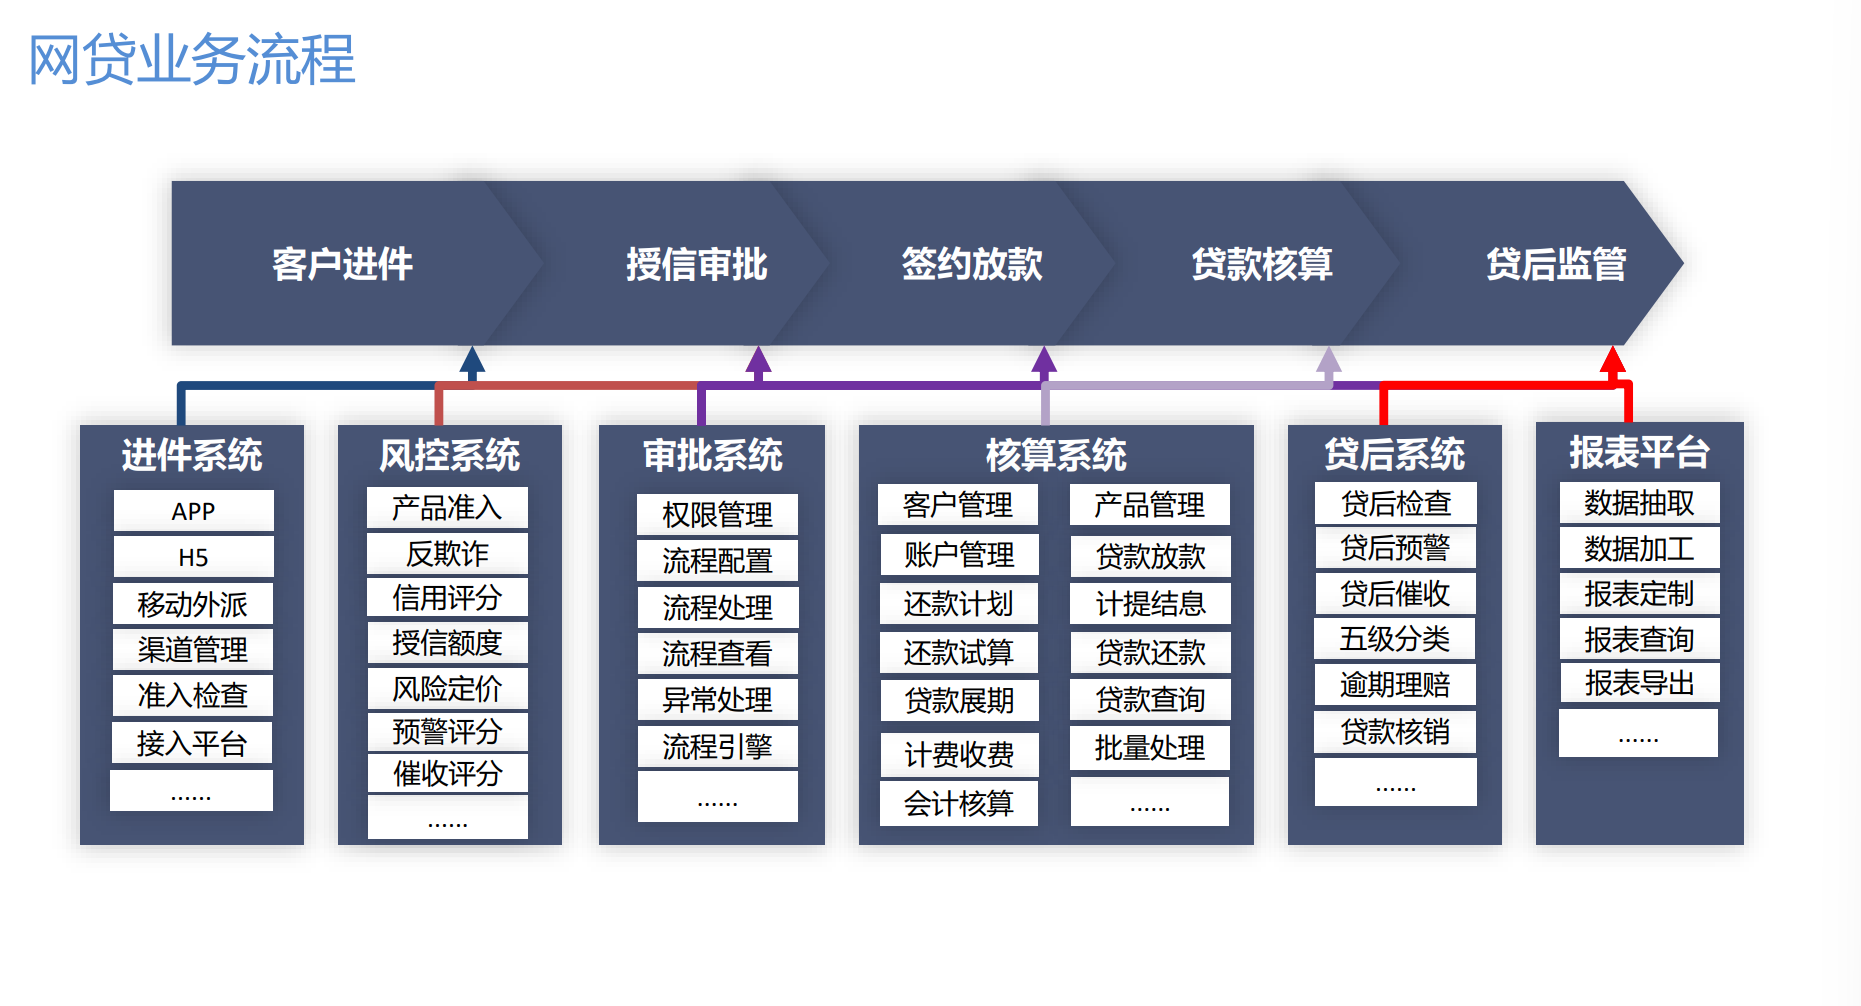 网贷业务流程
客户进件
授信审批
签约放款
贷款核算
贷后监管
进件系统
APP
H5
移动外派
渠道管理
准入检查
接入平台
......
风控系统
产品准入
反欺诈
信用评分
授信额度
风险定价
预警评分
催收评分
......
审批系统
权限管理
流程配置
流程处理
流程查看
异常处理
流程引擎
......
核算系统
客户管理
账户管理
还款计划
还款试算
贷款展期
计费收费
会计核算
产品管理
贷款放款
计提结息
贷款还款
贷款查询
批量处理
......
贷后系统
贷后检查
贷后预警
贷后催收
五级分类
逾期理赔
贷款核销
......
报表平台
数据抽取
数据加工
报表定制
报表查询
报表导出
......